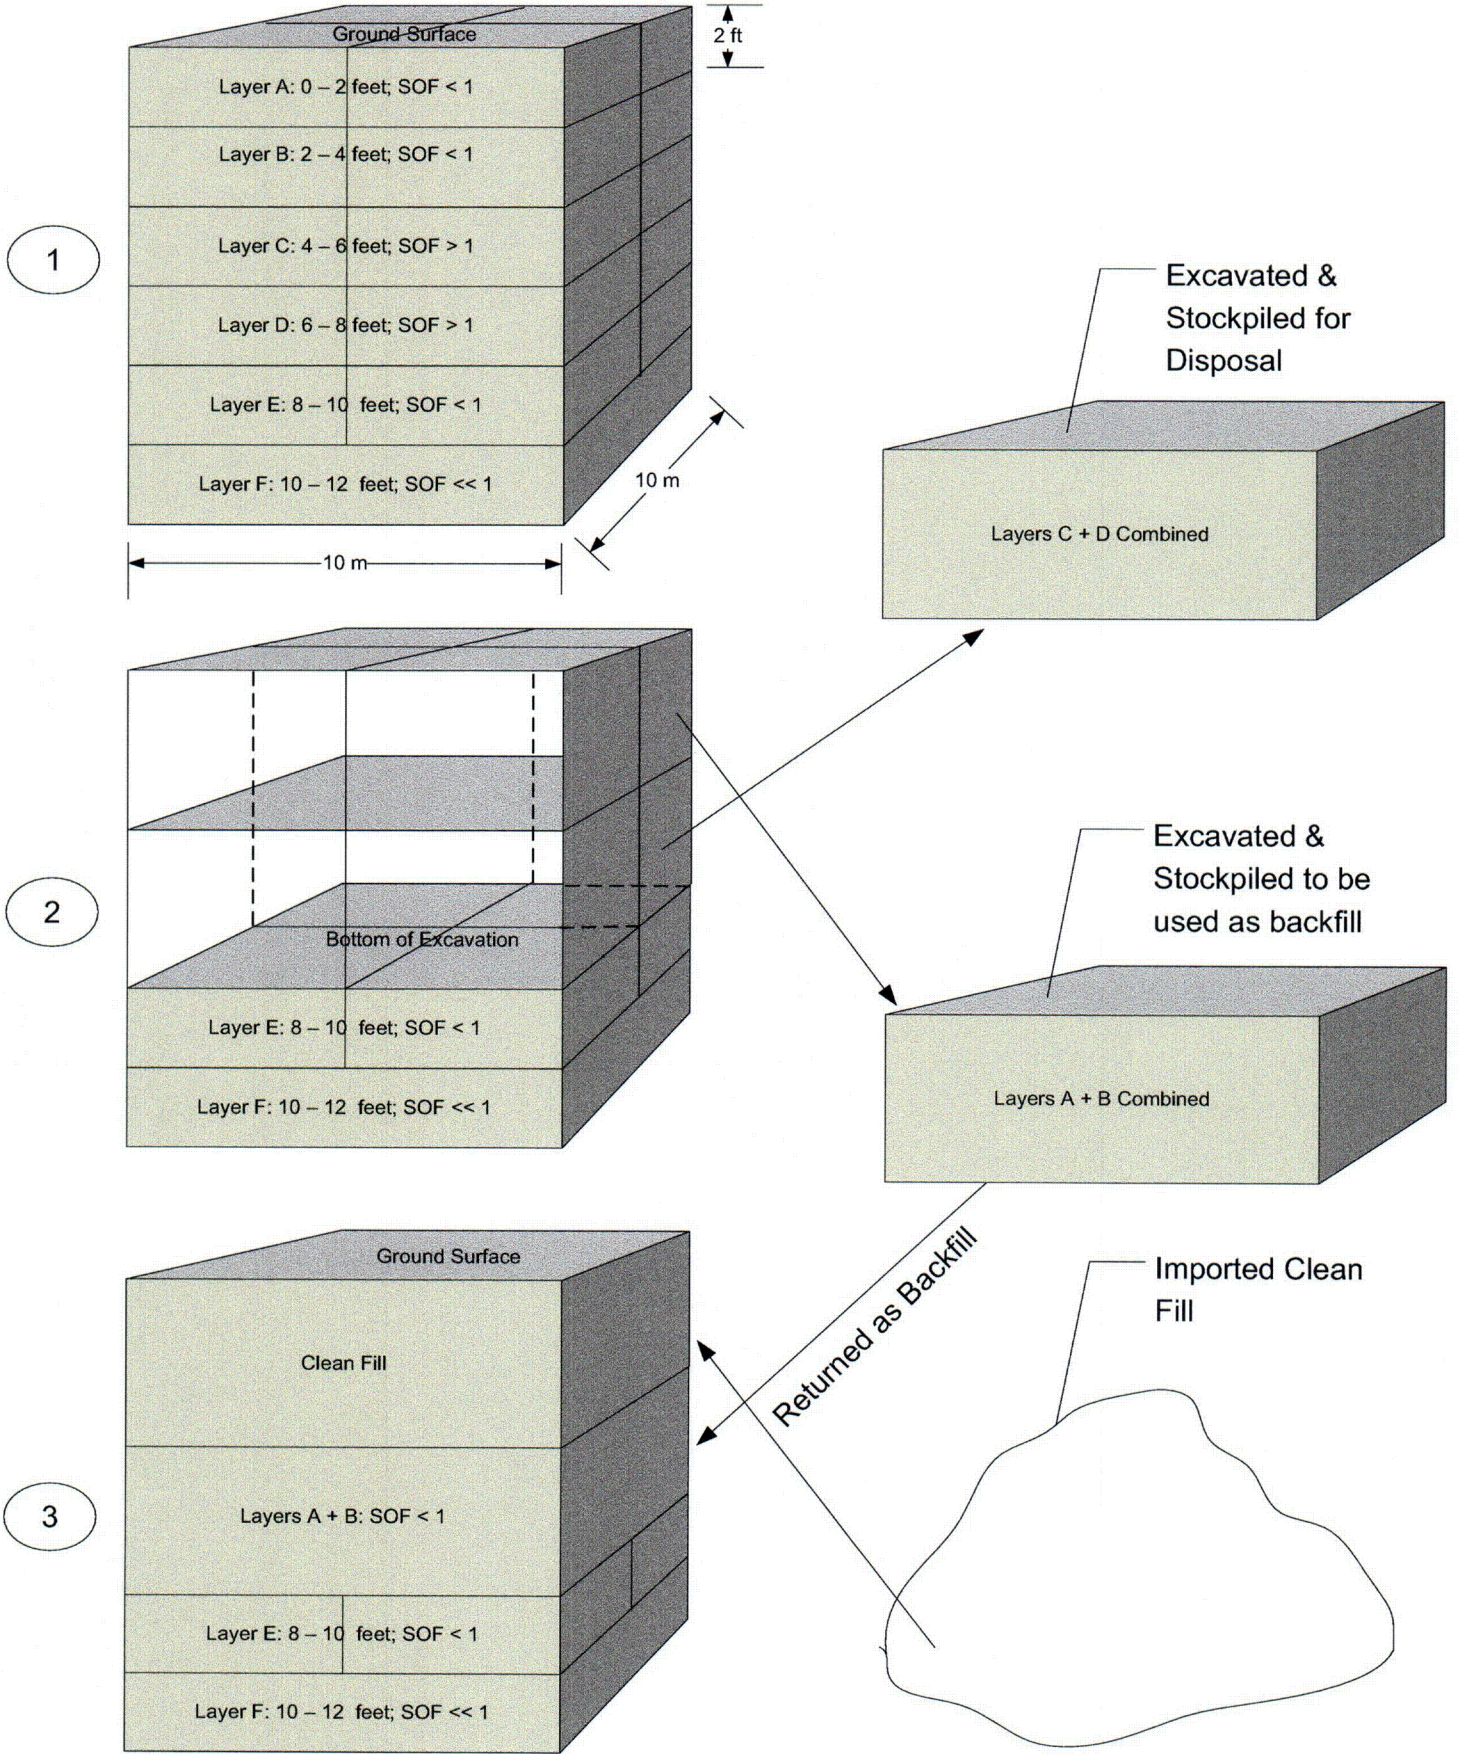 Ground Surface
2 ft
Layer A: 0 – 2 feet; SOF < 1
Layer B: 2 – 4 feet; SOF < 1
1
Layer C: 4 – 6 feet; SOF > 1
Layer D: 6 – 8 feet; SOF > 1
Layer E: 8 – 10 feet; SOF < 1
Layer F: 10 – 12 feet; SOF << 1
10 m
10 m
Excavated &
Stockpiled for
Disposal
Layers C + D Combined
2
Bottom of Excavation
Layer E: 8 – 10 feet; SOF < 1
Layer F: 10 – 12 feet; SOF << 1
Excavated &
Stockpiled to be
used as backfill
Layers A + B Combined
Returned as Backfill
3
Ground Surface
Clean Fill
Layers A + B: SOF < 1
Layer E: 8 – 10 feet; SOF < 1
Layer F: 10 – 12 feet; SOF << 1
Imported Clean
Fill